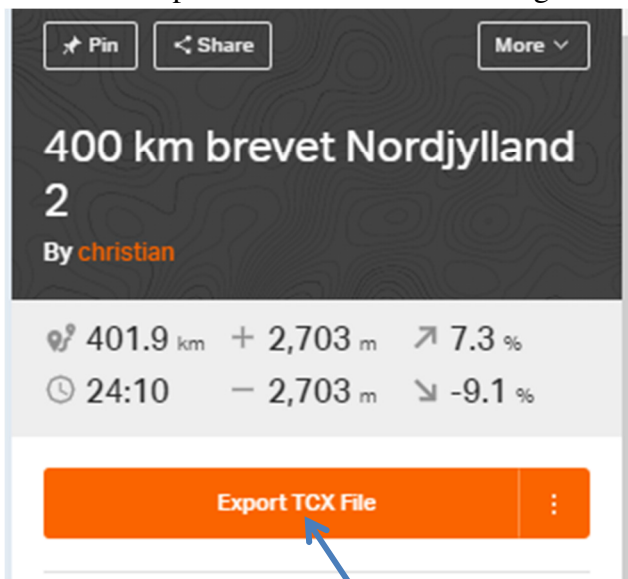 Pin Share More
400 km brevet Nordjylland
2
By christian
401.9 km + 2,703 m 7.3 %
24:10 − 2,703 m -9.1 %
Export TCX File